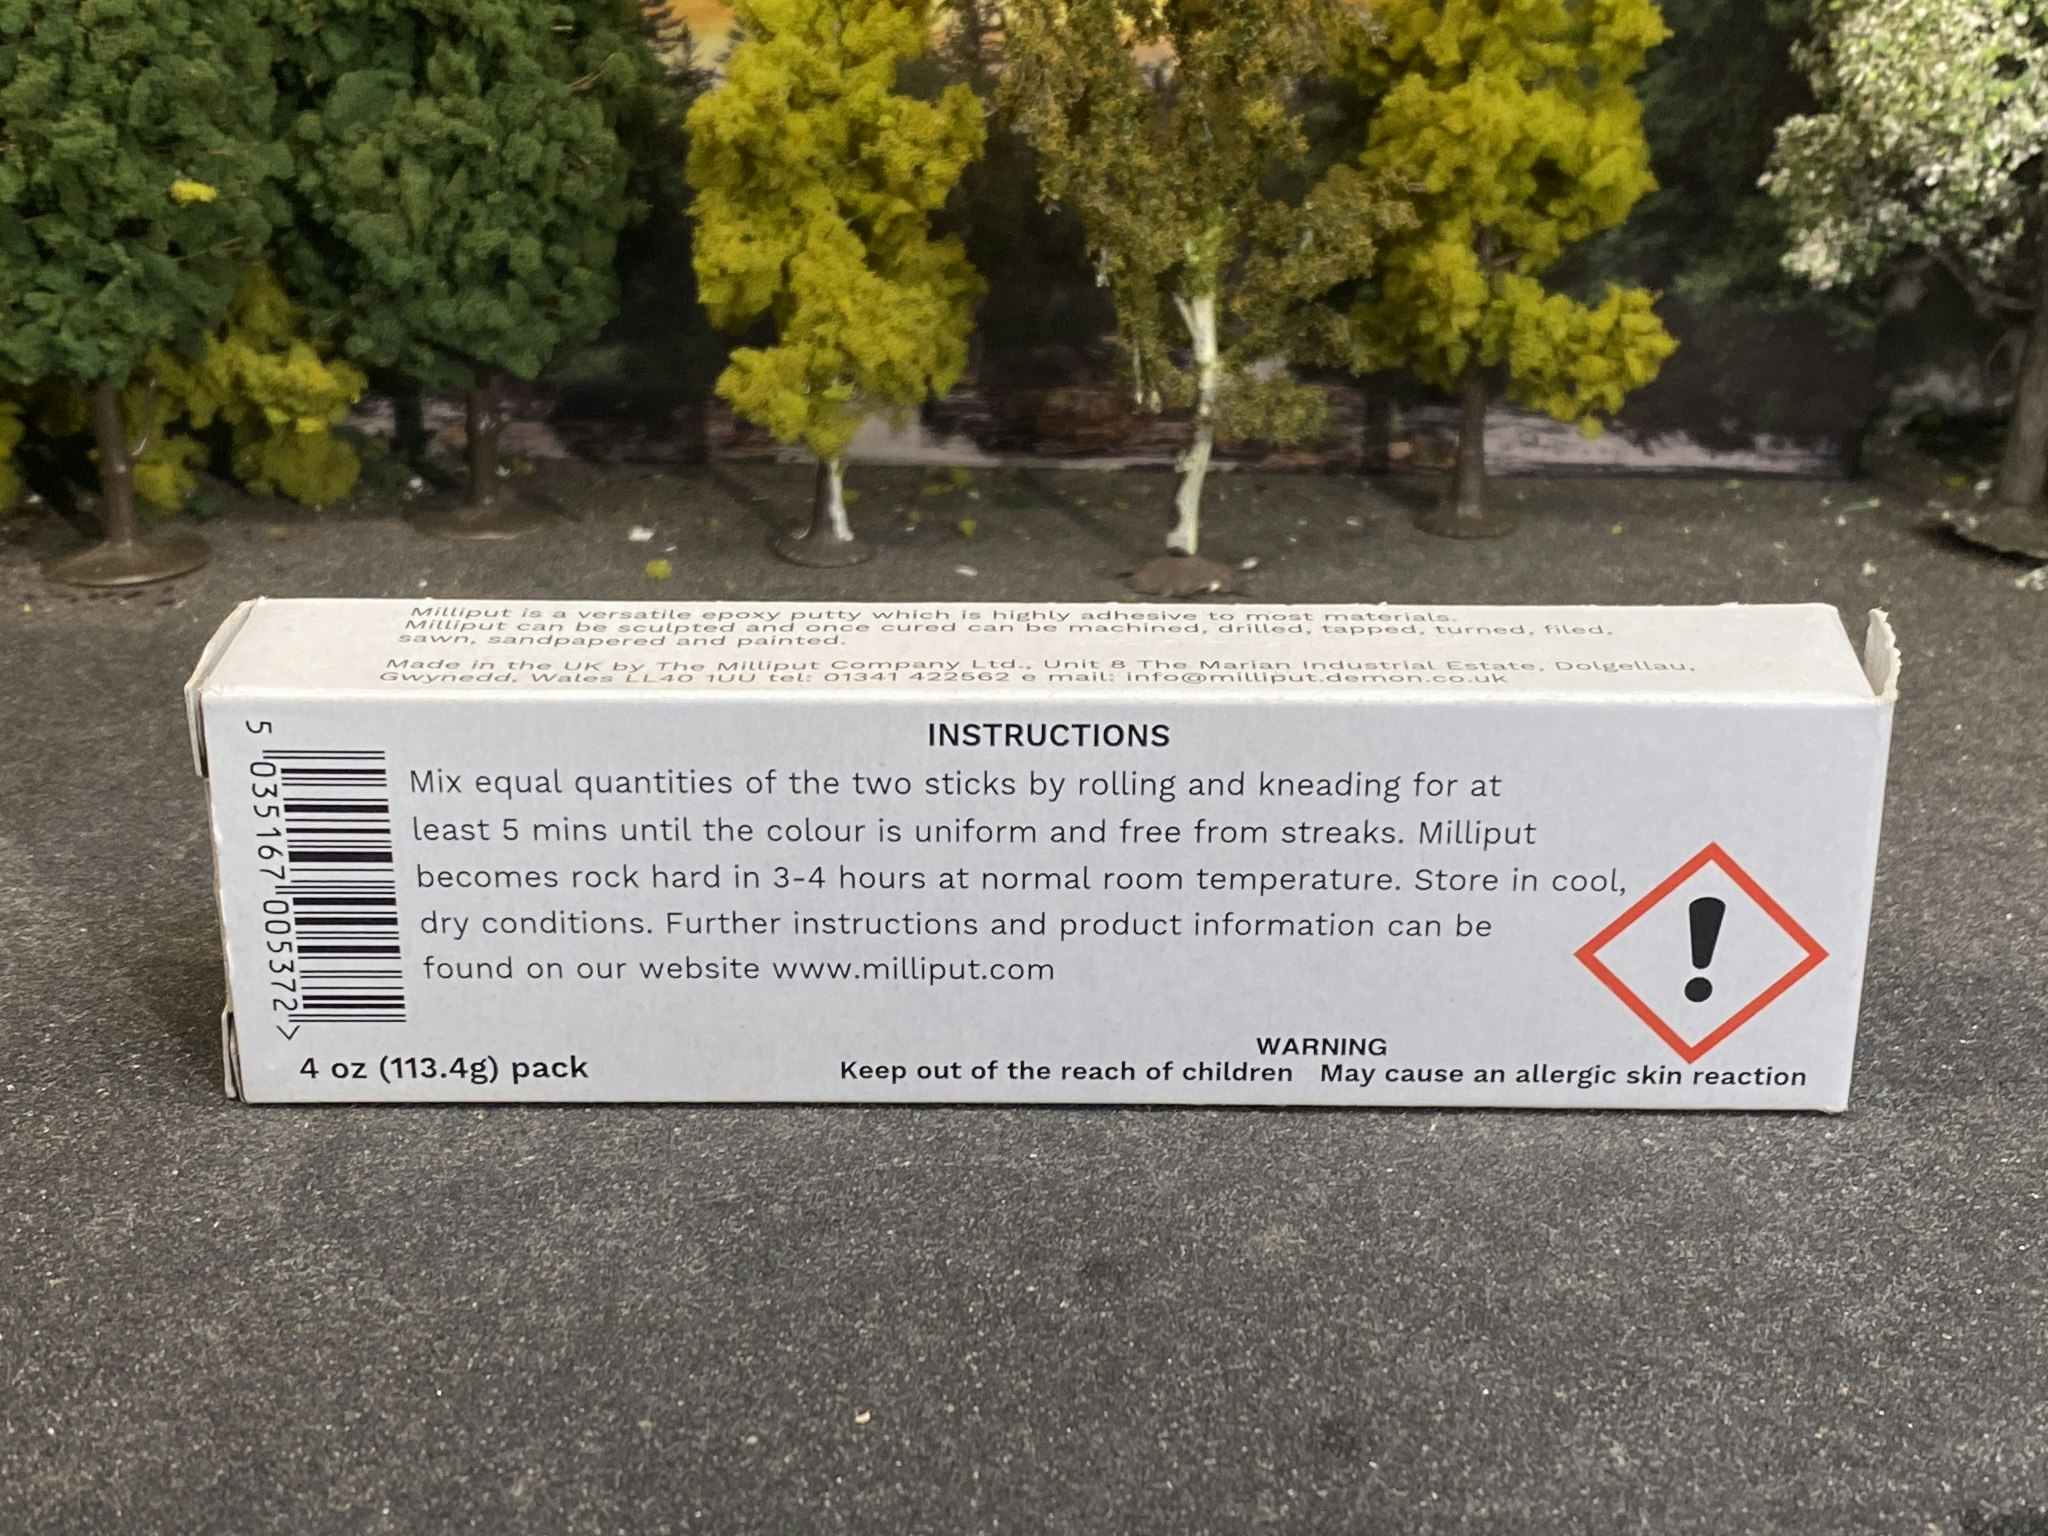 Milliput is a versatile epoxy putty which is highly adhesive to most materials.
Milliput can be sculpted and once cured can be machined, drilled, tapped, turned, filed,
sawn, sandpapered and painted.
Made in the UK by The Milliput Company Ltd., Unit 8 The Marian Industrial Estate, Dolgellau,
Gwynedd, Wales LL40 1UU tel: 01341 422562 e mail: info@milliput.demon.co.uk
INSTRUCTIONS
Mix equal quantities of the two sticks by rolling and kneading for at
least 5 mins until the colour is uniform and free from streaks. Milliput
becomes rock hard in 3-4 hours at normal room temperature. Store in cool,
dry conditions. Further instructions and product information can be
found on our website www.milliput.com
5 035167 005372 >
4 oz (113.4g) pack
WARNING
Keep out of the reach of children May cause an allergic skin reaction